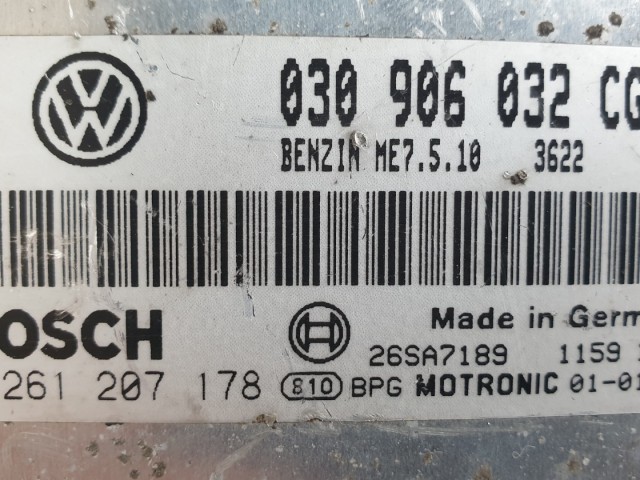 030 906 032 CG
BENZIN ME7.5.10 3622
BOSCH
Made in Germ
26SA7189 1159
261 207 178 810 BPG MOTRONIC 01-01